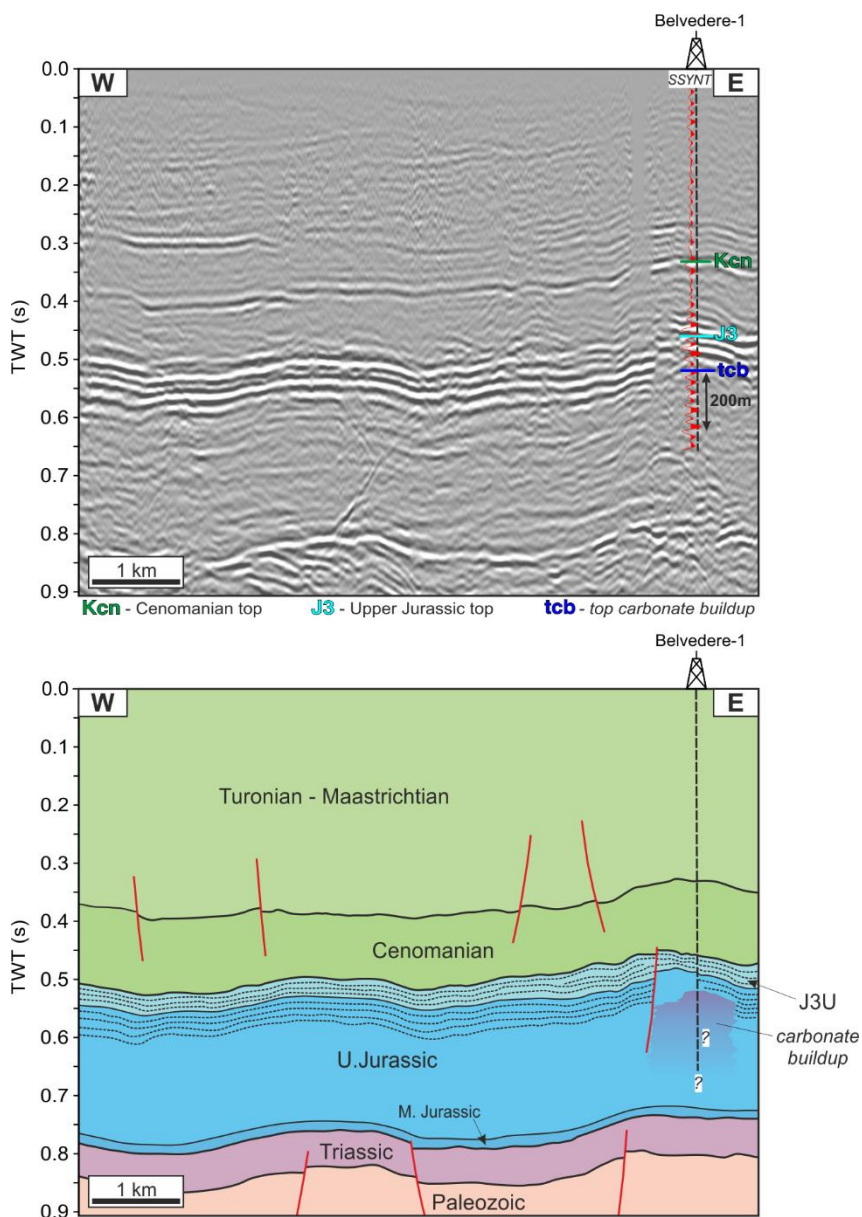 Belvedere-1
0.0
W
SSYNT
E
0.1
0.2
0.3
Kcn
0.4
J3
TWT (s)
0.5
tcb
200m
0.6
0.7
0.8
1 km
0.9
Kcn - Cenomanian top J3 - Upper Jurassic top tcb - top carbonate buildup
Belvedere-1
0.0
W
E
0.1
0.2
Turonian - Maastrichtian
0.3
0.4
Cenomanian
TWT (s)
0.5
J3U
0.6
? carbonate
buildup
U.Jurassic
?
0.7
M. Jurassic
0.8
Triassic
1 km
Paleozoic
0.9